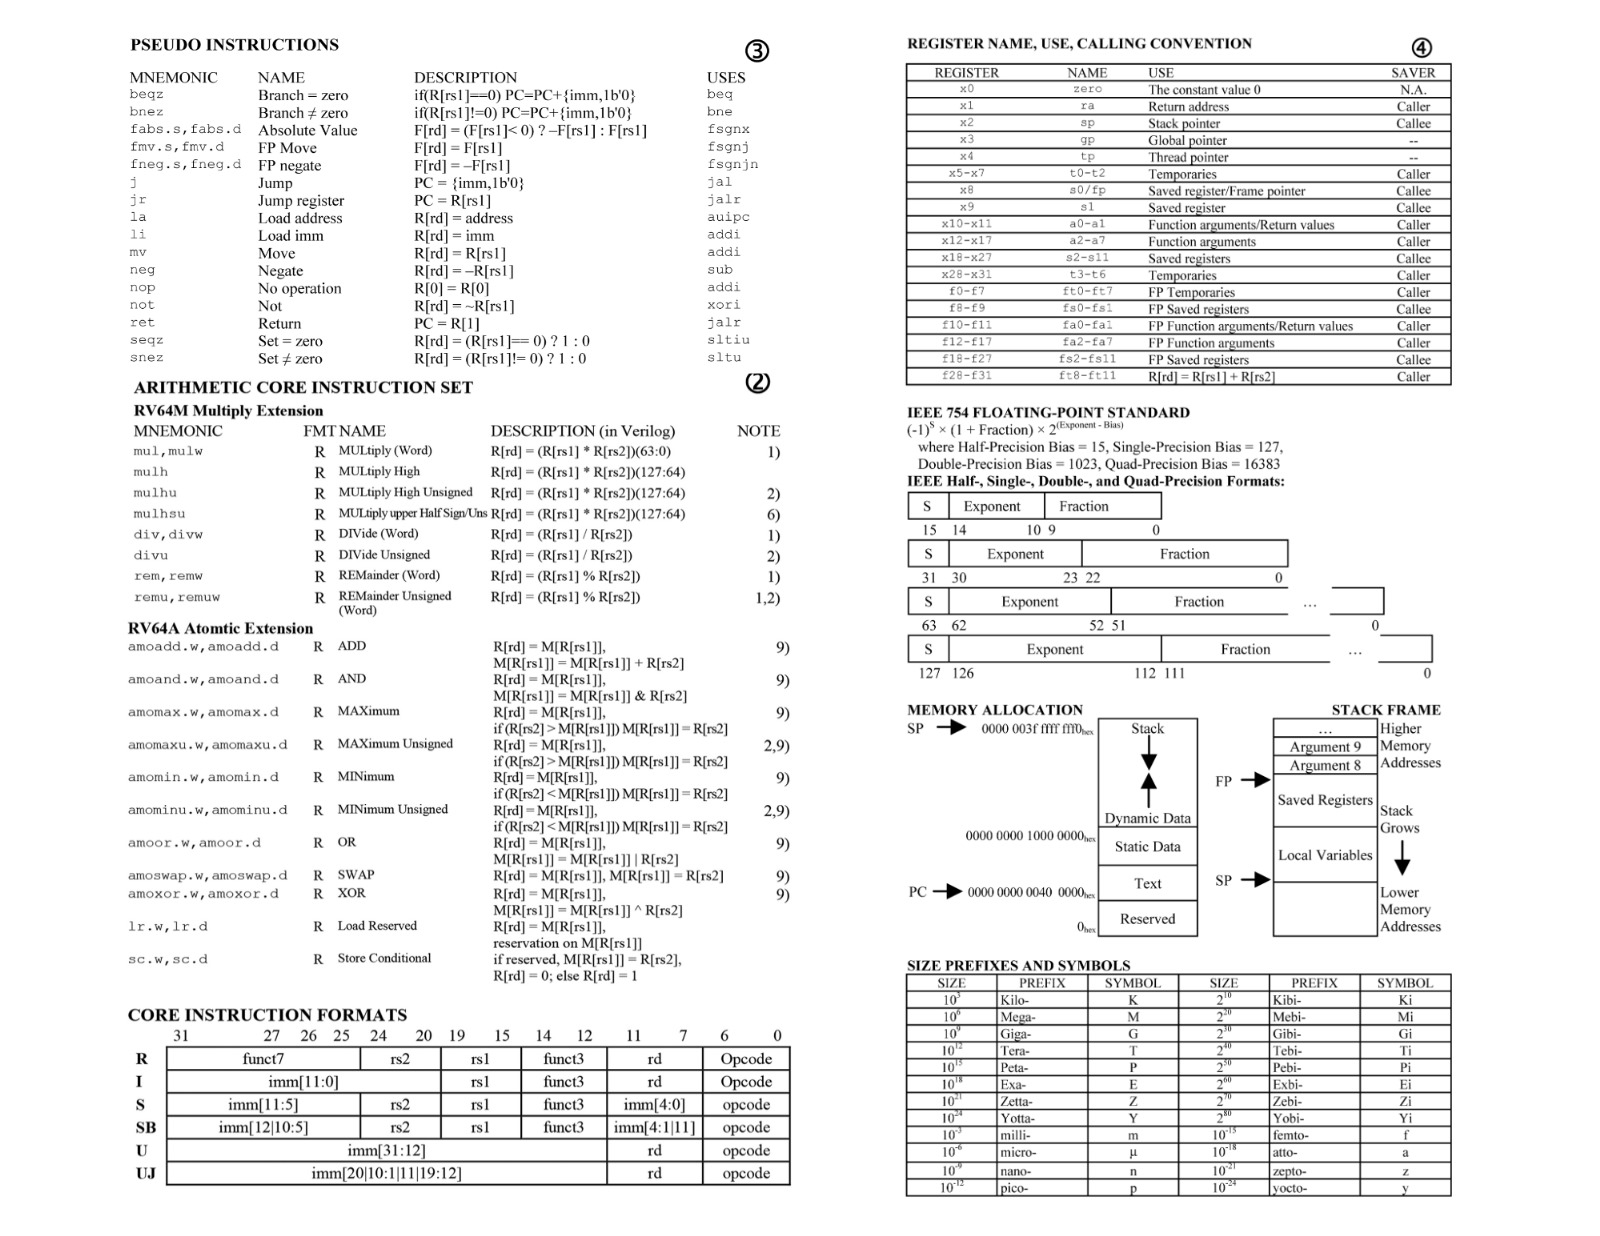 PSEUDO INSTRUCTIONS ③
MNEMONIC NAME DESCRIPTION USES
beqz Branch = zero if(R[rs1]==0) PC=PC+{imm,1b'0} beq
bnez Branch ≠ zero if(R[rs1]!=0) PC=PC+{imm,1b'0} bne
fabs.s,fabs.d Absolute Value F[rd] = (F[rs1]< 0) ? –F[rs1] : F[rs1] fsgnx
fmv.s,fmv.d FP Move F[rd] = F[rs1] fsgnj
fneg.s,fneg.d FP negate F[rd] = –F[rs1] fsgnjn
j Jump PC = {imm,1b'0} jal
jr Jump register PC = R[rs1] jalr
la Load address R[rd] = address auipc
li Load imm R[rd] = imm addi
mv Move R[rd] = R[rs1] addi
neg Negate R[rd] = –R[rs1] sub
nop No operation R[0] = R[0] addi
not Not R[rd] = ~R[rs1] xori
ret Return PC = R[1] jalr
seqz Set = zero R[rd] = (R[rs1]== 0) ? 1 : 0 sltiu
snez Set ≠ zero R[rd] = (R[rs1]!= 0) ? 1 : 0 sltu
ARITHMETIC CORE INSTRUCTION SET ②
RV64M Multiply Extension
MNEMONIC FMT NAME DESCRIPTION (in Verilog) NOTE
mul,mulw R MULtiply (Word) R[rd] = (R[rs1] * R[rs2])(63:0) 1)
mulh R MULtiply High R[rd] = (R[rs1] * R[rs2])(127:64)
mulhu R MULtiply High Unsigned R[rd] = (R[rs1] * R[rs2])(127:64) 2)
mulhsu R MULtiply upper Half Sign/Uns R[rd] = (R[rs1] * R[rs2])(127:64) 6)
div,divw R DIVide (Word) R[rd] = (R[rs1] / R[rs2]) 1)
divu R DIVide Unsigned R[rd] = (R[rs1] / R[rs2]) 2)
rem,remw R REMainder (Word) R[rd] = (R[rs1] % R[rs2]) 1)
remu,remuw R REMainder Unsigned R[rd] = (R[rs1] % R[rs2]) 1,2)
(Word)
RV64A Atomtic Extension
amoadd.w,amoadd.d R ADD R[rd] = M[R[rs1]], 9)
M[R[rs1]] = M[R[rs1]] + R[rs2]
amoand.w,amoand.d R AND R[rd] = M[R[rs1]], 9)
M[R[rs1]] = M[R[rs1]] & R[rs2]
amomax.w,amomax.d R MAXimum R[rd] = M[R[rs1]], 9)
if (R[rs2] > M[R[rs1]]) M[R[rs1]] = R[rs2]
amomaxu.w,amomaxu.d R MAXimum Unsigned R[rd] = M[R[rs1]], 2,9)
if (R[rs2] > M[R[rs1]]) M[R[rs1]] = R[rs2]
amomin.w,amomin.d R MINimum R[rd] = M[R[rs1]], 9)
if (R[rs2] < M[R[rs1]]) M[R[rs1]] = R[rs2]
amominu.w,amominu.d R MINimum Unsigned R[rd] = M[R[rs1]], 2,9)
if (R[rs2] < M[R[rs1]]) M[R[rs1]] = R[rs2]
amoor.w,amoor.d R OR R[rd] = M[R[rs1]], 9)
M[R[rs1]] = M[R[rs1]] | R[rs2]
amoswap.w,amoswap.d R SWAP R[rd] = M[R[rs1]], M[R[rs1]] = R[rs2] 9)
amoxor.w,amoxor.d R XOR R[rd] = M[R[rs1]], 9)
M[R[rs1]] = M[R[rs1]] ^ R[rs2]
lr.w,lr.d R Load Reserved R[rd] = M[R[rs1]],
reservation on M[R[rs1]]
sc.w,sc.d R Store Conditional if reserved, M[R[rs1]] = R[rs2],
R[rd] = 0; else R[rd] = 1
CORE INSTRUCTION FORMATS
31 27 26 25 24 20 19 15 14 12 11 7 6 0
R funct7 rs2 rs1 funct3 rd Opcode
I imm[11:0] rs1 funct3 rd Opcode
S imm[11:5] rs2 rs1 funct3 imm[4:0] opcode
SB imm[12|10:5] rs2 rs1 funct3 imm[4:1|11] opcode
U imm[31:12] rd opcode
UJ imm[20|10:1|11|19:12] rd opcode
REGISTER NAME, USE, CALLING CONVENTION ④
REGISTER NAME USE SAVER
x0 zero The constant value 0 N.A.
x1 ra Return address Caller
x2 sp Stack pointer Callee
x3 gp Global pointer --
x4 tp Thread pointer --
x5-x7 t0-t2 Temporaries Caller
x8 s0/fp Saved register/Frame pointer Callee
x9 s1 Saved register Callee
x10-x11 a0-a1 Function arguments/Return values Caller
x12-x17 a2-a7 Function arguments Caller
x18-x27 s2-s11 Saved registers Callee
x28-x31 t3-t6 Temporaries Caller
f0-f7 ft0-ft7 FP Temporaries Caller
f8-f9 fs0-fs1 FP Saved registers Callee
f10-f11 fa0-fa1 FP Function arguments/Return values Caller
f12-f17 fa2-fa7 FP Function arguments Caller
f18-f27 fs2-fs11 FP Saved registers Callee
f28-f31 ft8-ft11 R[rd] = R[rs1] + R[rs2] Caller
IEEE 754 FLOATING-POINT STANDARD
(-1)^S × (1 + Fraction) × 2^(Exponent - Bias)
where Half-Precision Bias = 15, Single-Precision Bias = 127,
Double-Precision Bias = 1023, Quad-Precision Bias = 16383
IEEE Half-, Single-, Double-, and Quad-Precision Formats:
S Exponent Fraction
15 14 10 9 0
S Exponent Fraction
31 30 23 22 0
S Exponent Fraction ...
63 62 52 51 0
S Exponent Fraction ...
127 126 112 111 0
MEMORY ALLOCATION
SP 0000 003f ffff fff0hex Stack
Dynamic Data
0000 0000 1000 0000hex
Static Data
Text
PC 0000 0000 0040 0000hex
Reserved
0hex
STACK FRAME
... Higher
Argument 9 Memory
Argument 8 Addresses
FP
Saved Registers
Stack
Grows
Local Variables
SP
Lower
Memory
Addresses
SIZE PREFIXES AND SYMBOLS
SIZE PREFIX SYMBOL SIZE PREFIX SYMBOL
10^3 Kilo- K 2^10 Kibi- Ki
10^6 Mega- M 2^20 Mebi- Mi
10^9 Giga- G 2^30 Gibi- Gi
10^12 Tera- T 2^40 Tebi- Ti
10^15 Peta- P 2^50 Pebi- Pi
10^18 Exa- E 2^60 Exbi- Ei
10^21 Zetta- Z 2^70 Zebi- Zi
10^24 Yotta- Y 2^80 Yobi- Yi
10^-3 milli- m 10^-15 femto- f
10^-6 micro- μ 10^-18 atto- a
10^-9 nano- n 10^-21 zepto- z
10^-12 pico- p 10^-24 yocto- y